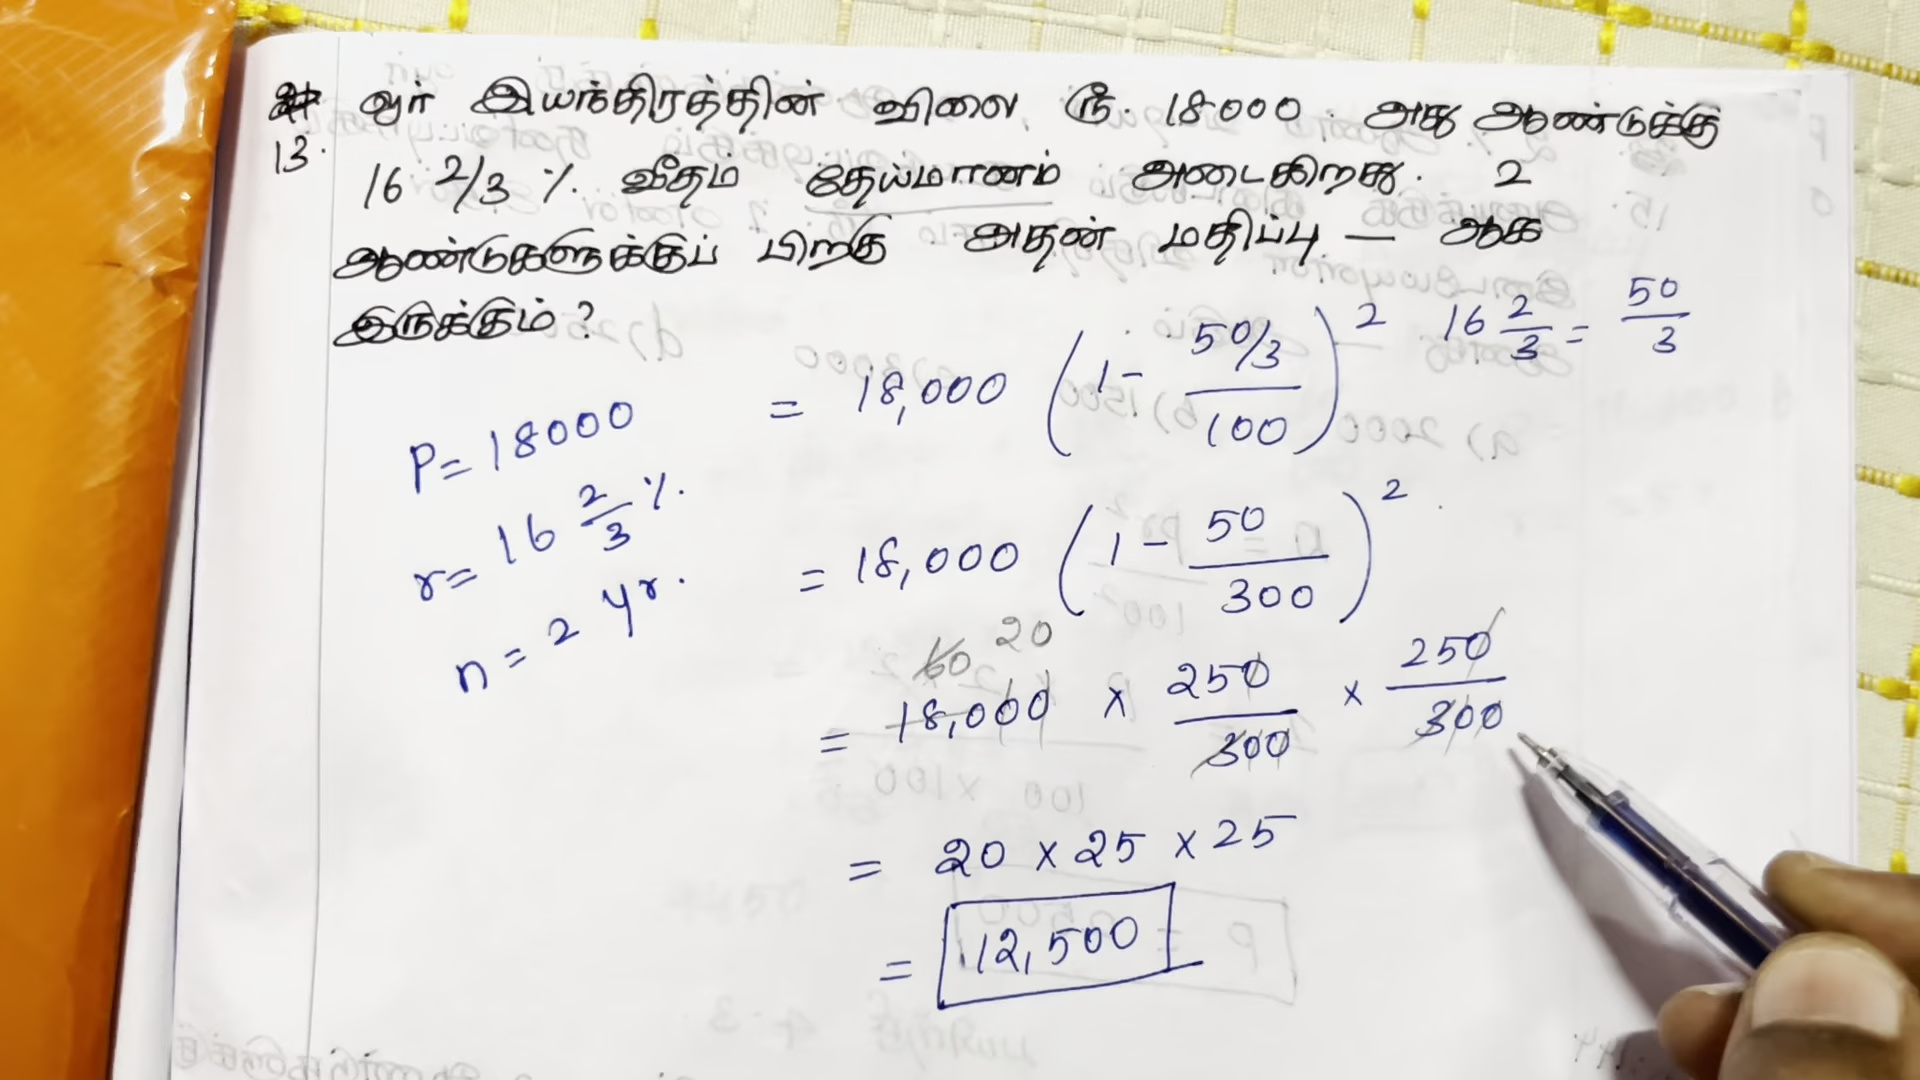 13. ஓர் இயந்திரத்தின் விலை ரூ. 18000. அது ஆண்டுக்கு
16 2/3 % வீதம் தேய்மானம் அடைகிறது. 2
ஆண்டுகளுக்குப் பிறகு அதன் மதிப்பு — ஆக
இருக்கும்?
16 2/3 = 50/3
P = 18000
r = 16 2/3 %.
n = 2 yr.
= 18,000 (1 - 50/3 / 100)²
= 18,000 (1 - 50/300)²
60 20
= 18,000 × 250/300 × 250/300
= 20 × 25 × 25
= 12,500